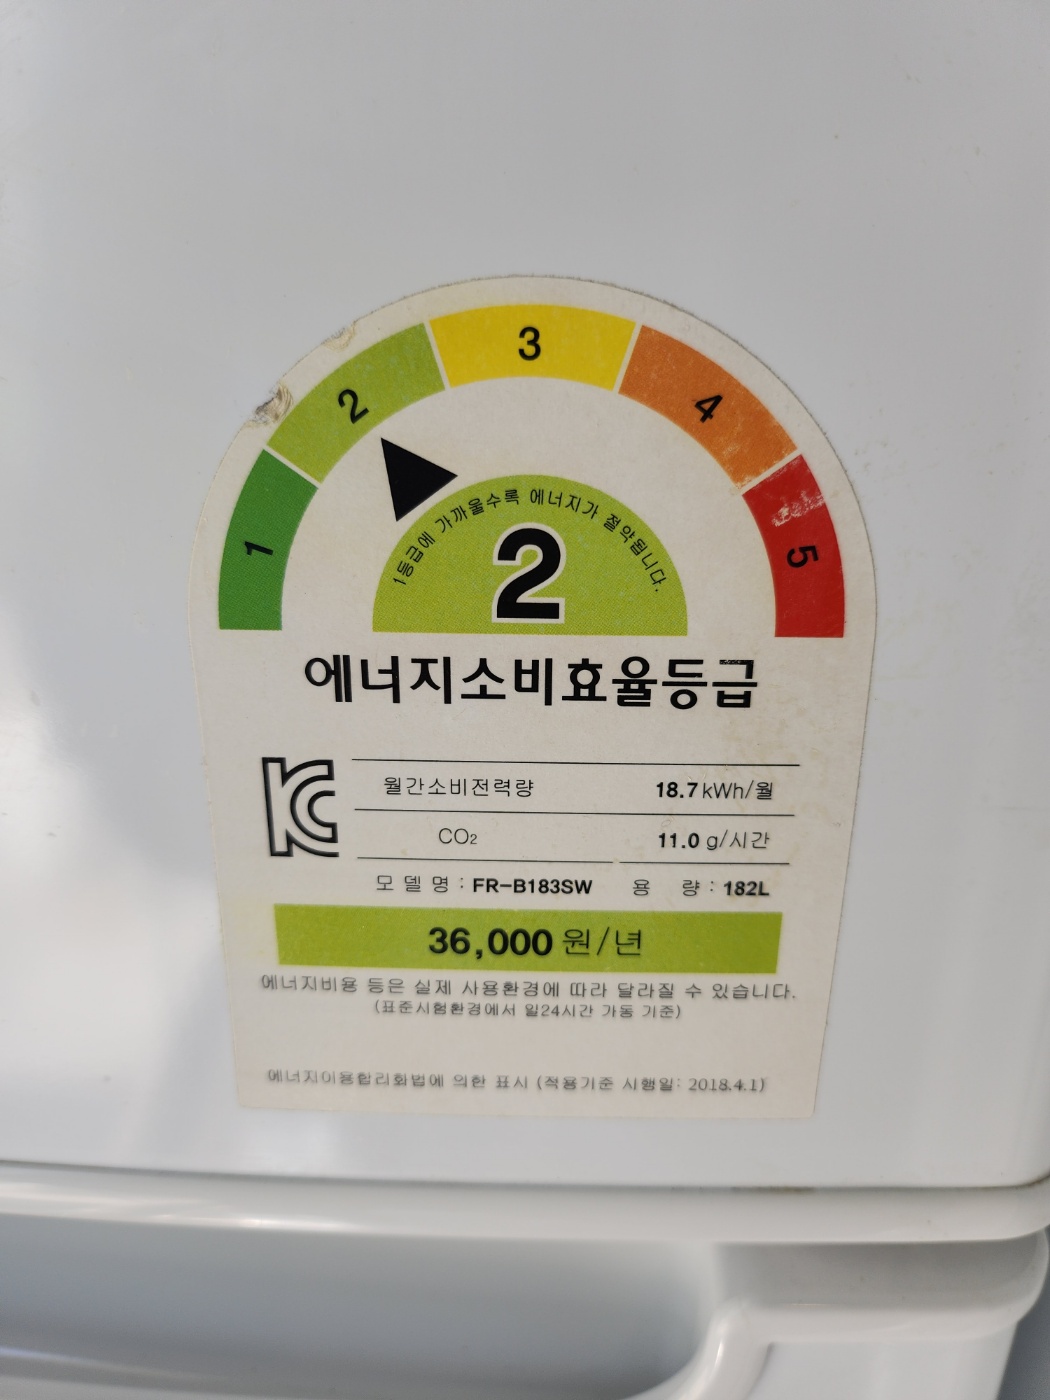 1
2
3
4
5
1등급에 가까울수록 에너지가 절약됩니다.
2
에너지소비효율등급
KC
월간소비전력량 18.7kWh/월
CO₂ 11.0 g/시간
모 델 명 : FR-B183SW 용 량 : 182L
36,000 원/년
에너지비용 등은 실제 사용환경에 따라 달라질 수 있습니다.
(표준시험환경에서 일24시간 가동 기준)
에너지이용합리화법에 의한 표시 (적용기준 시행일: 2018.4.1)